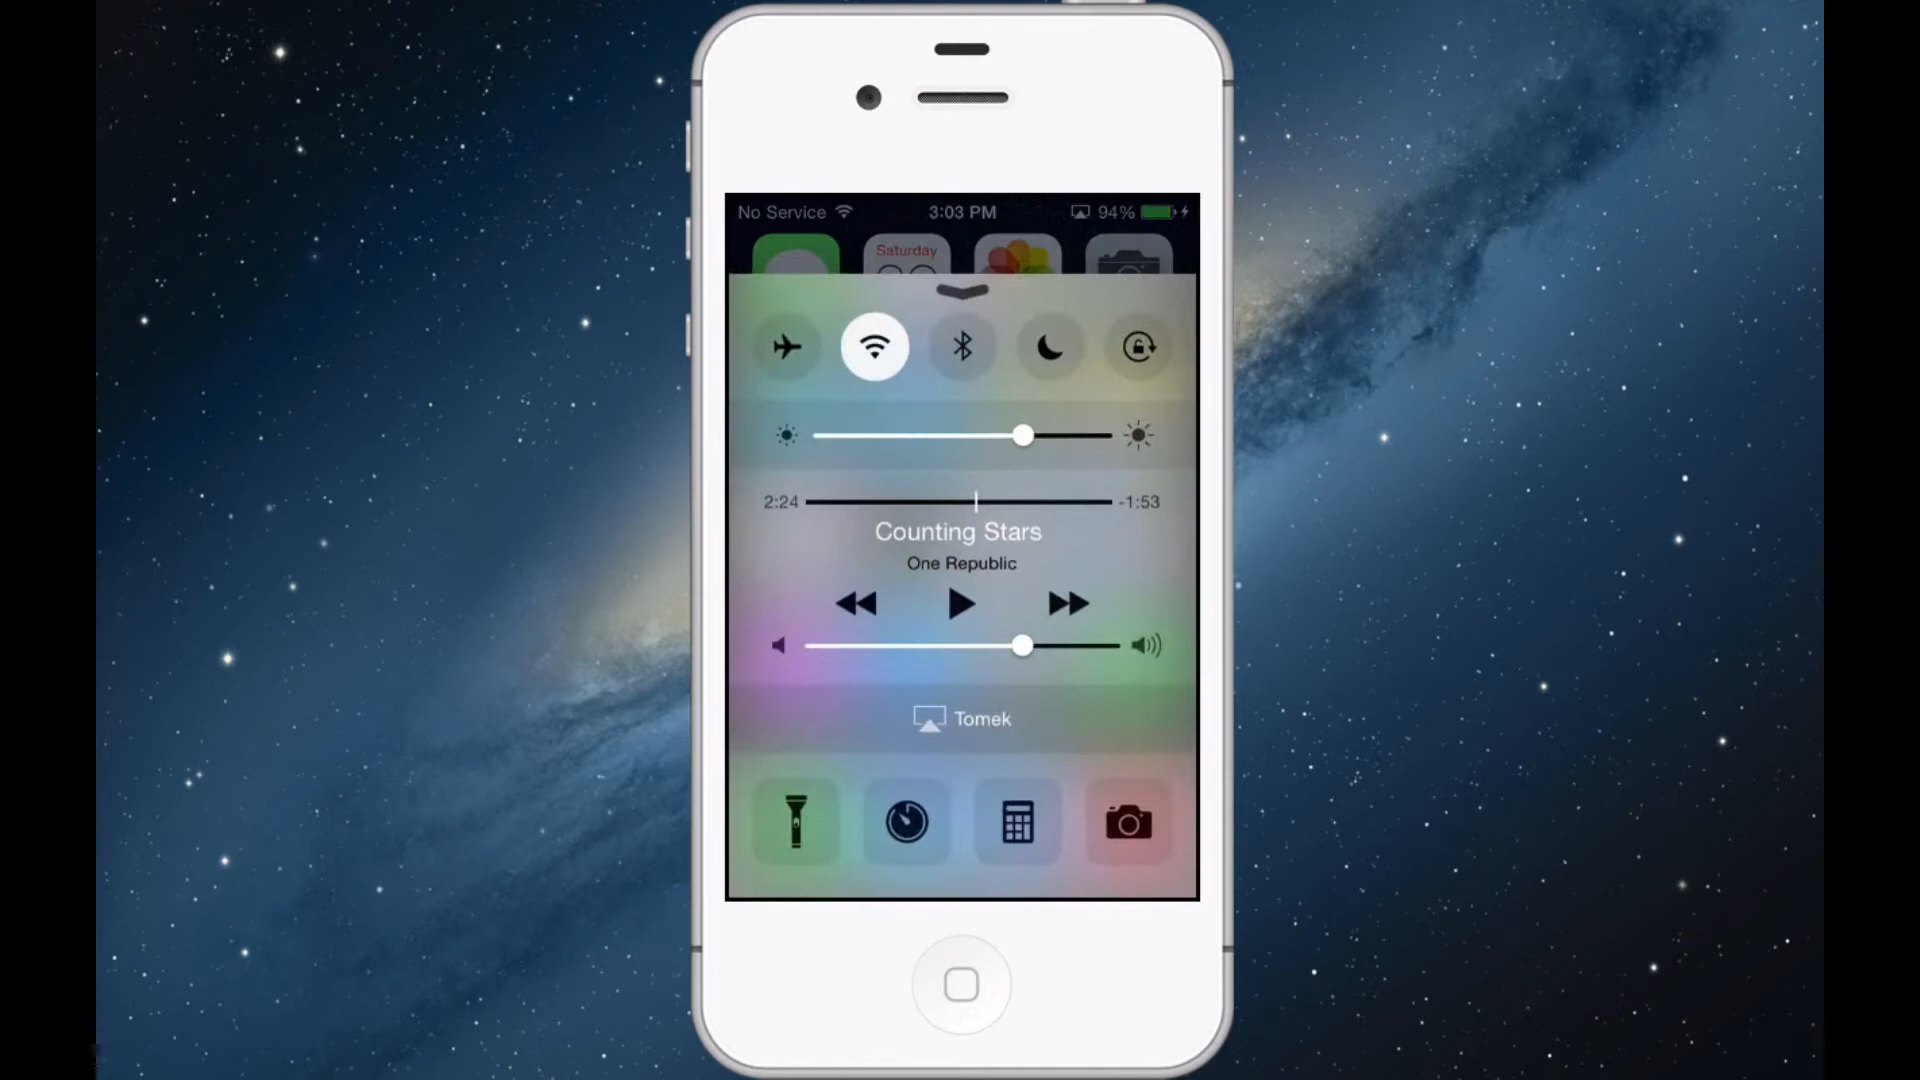 No Service 3:03 PM 94%
Saturday
2:24 -1:53
Counting Stars
One Republic
Tomek